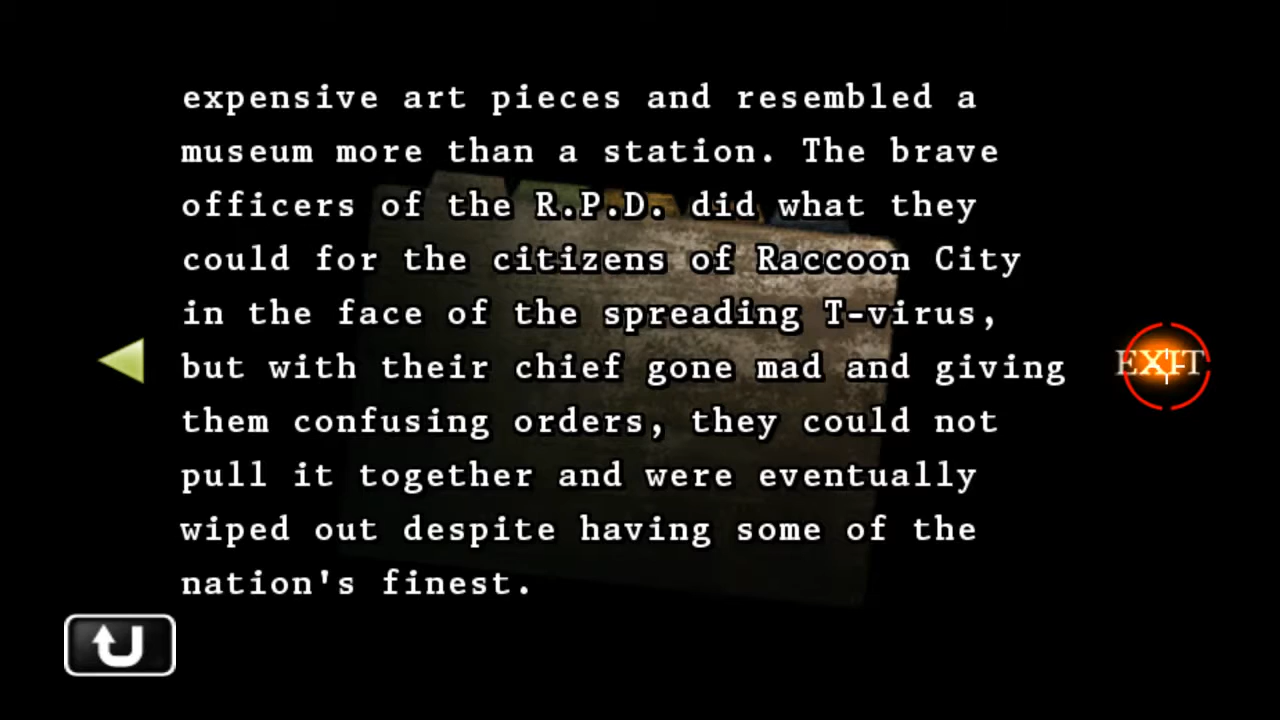 expensive art pieces and resembled a
museum more than a station. The brave
officers of the R.P.D. did what they
could for the citizens of Raccoon City
in the face of the spreading T-virus,
but with their chief gone mad and giving
them confusing orders, they could not
pull it together and were eventually
wiped out despite having some of the
nation's finest.
EXIT